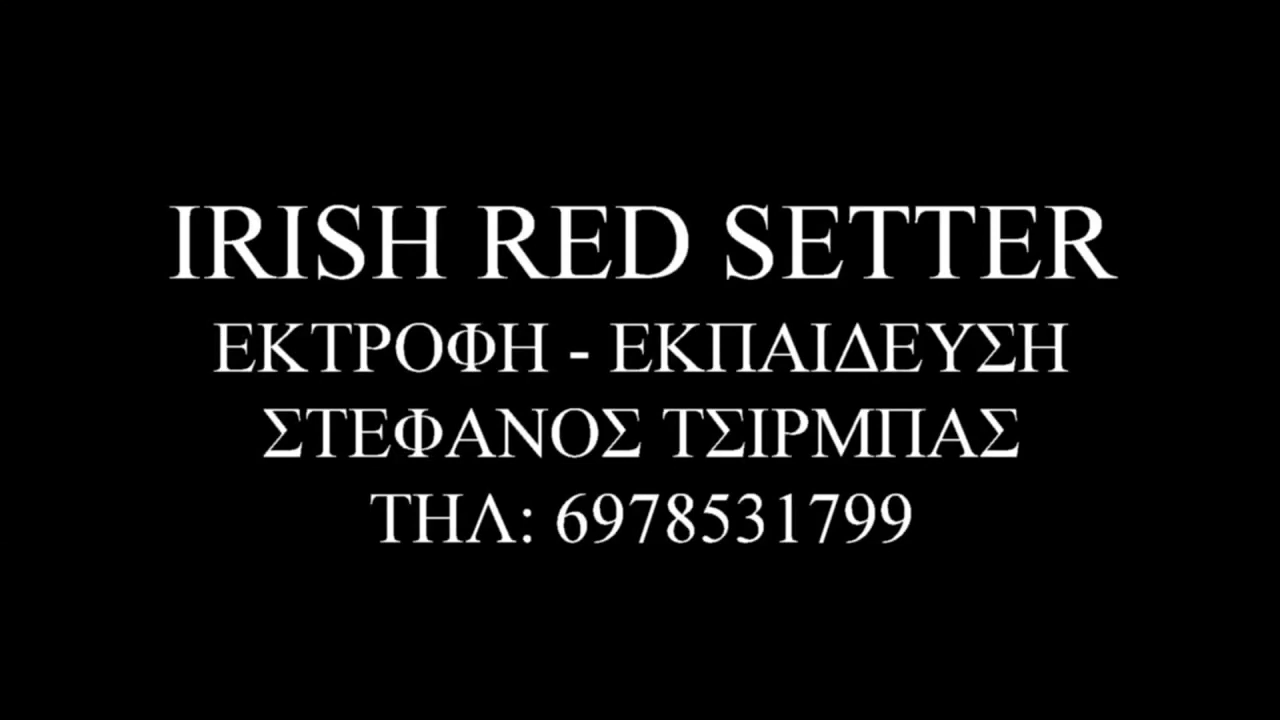 IRISH RED SETTER
ΕΚΤΡΟΦΗ - ΕΚΠΑΙΔΕΥΣΗ
ΣΤΕΦΑΝΟΣ ΤΣΙΡΜΠΑΣ
ΤΗΛ: 6978531799